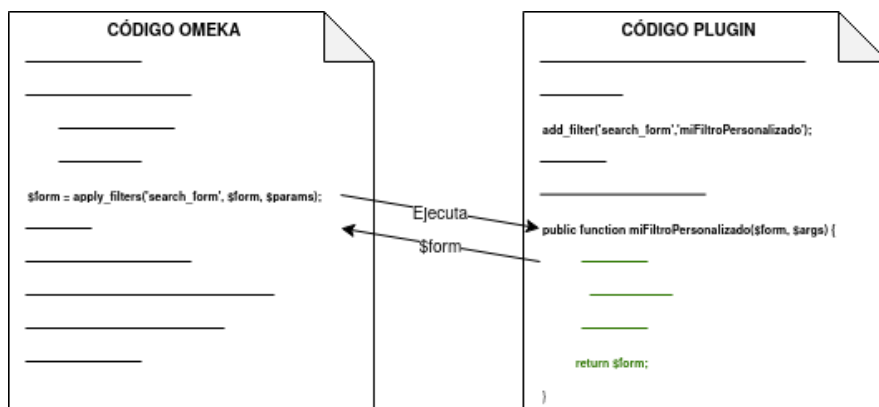 CÓDIGO OMEKA
$form = apply_filters('search_form', $form, $params);
Ejecuta
$form
CÓDIGO PLUGIN
add_filter('search_form','miFiltroPersonalizado');
public function miFiltroPersonalizado($form, $args) {
return $form;
}